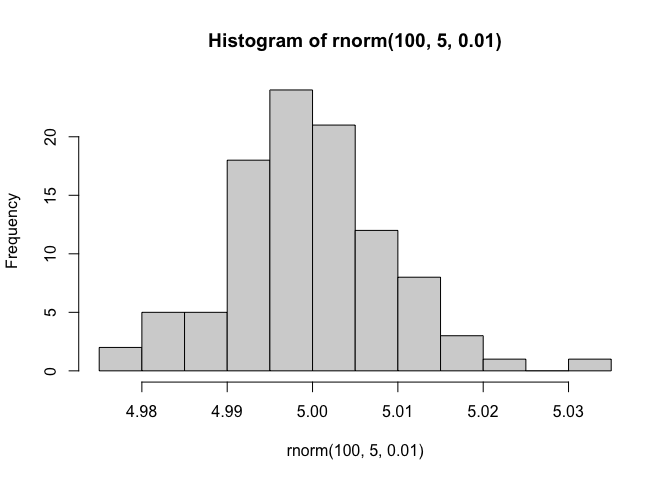 Histogram of rnorm(100, 5, 0.01)
Frequency
20
15
10
5
0
4.98 4.99 5.00 5.01 5.02 5.03
rnorm(100, 5, 0.01)